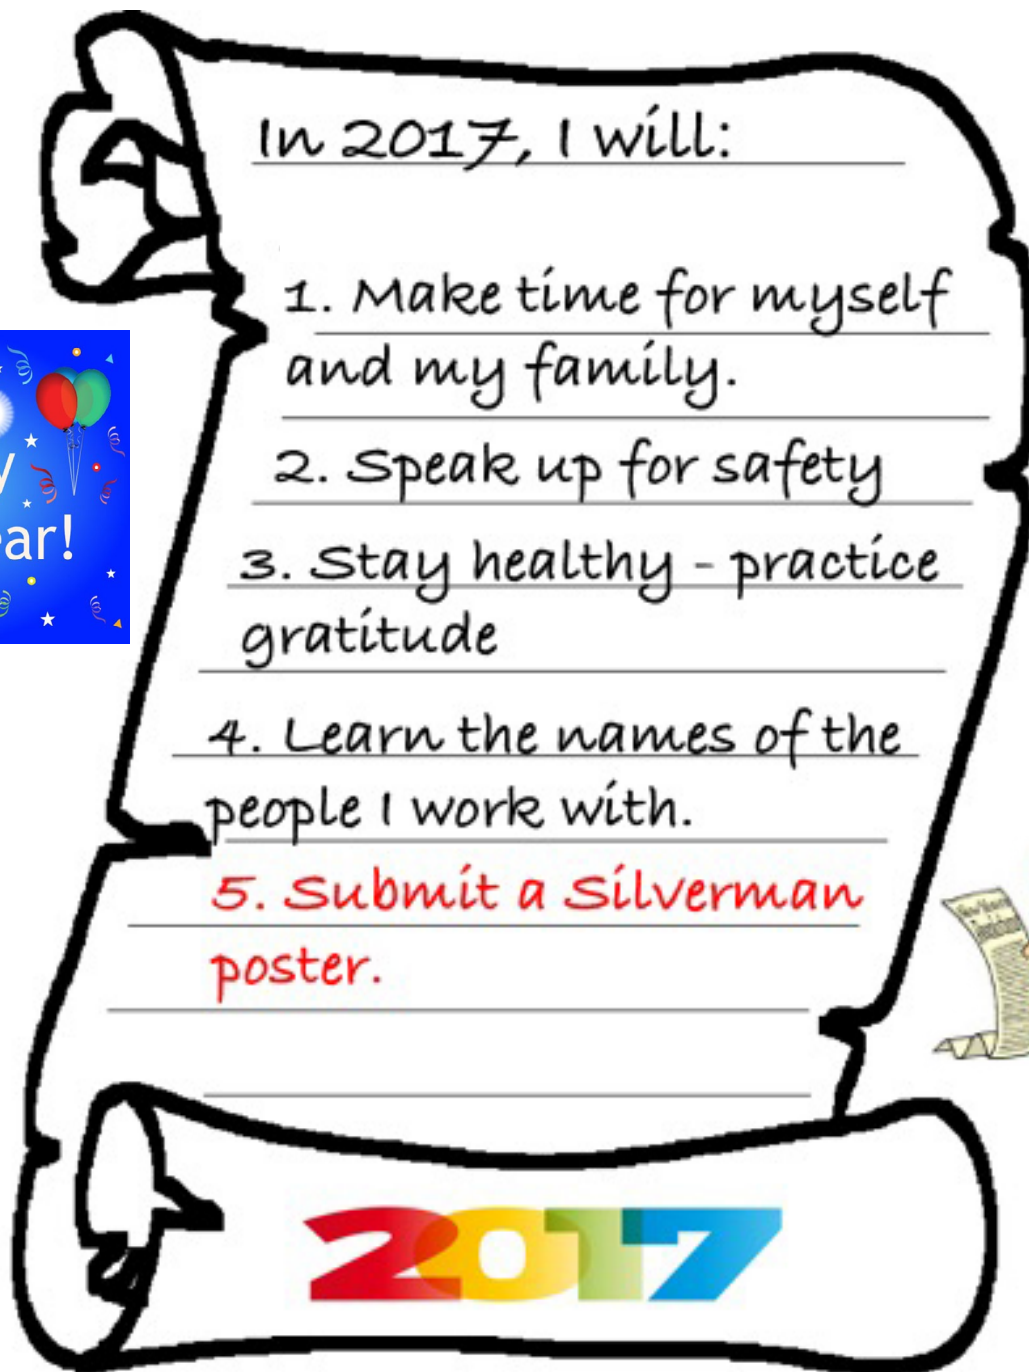 In 2017, I will:
1. Make time for myself
and my family.
2. Speak up for safety
3. Stay healthy - practice
gratitude
4. Learn the names of the
people I work with.
5. Submit a Silverman
poster.
y
ear!
2017